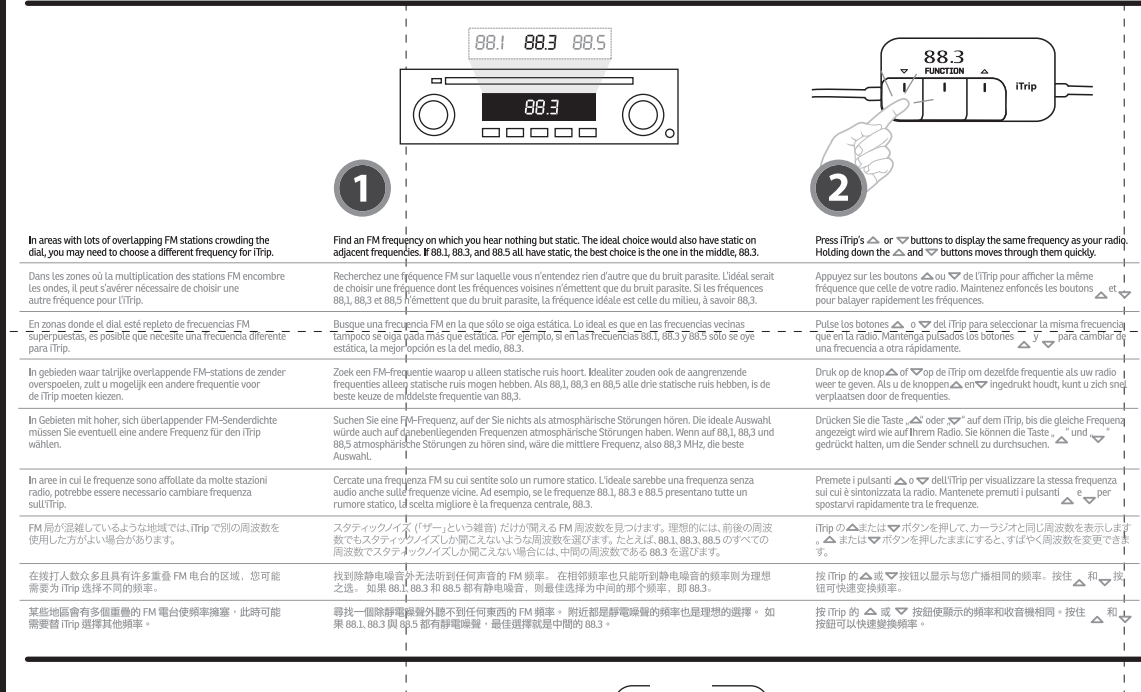 88.1 88.3 88.5
88.3
88.3
FUNCTION
iTrip
1
2
In areas with lots of overlapping FM stations crowding the
dial, you may need to choose a different frequency for iTrip.
Find an FM frequency on which you hear nothing but static. The ideal choice would also have static on
adjacent frequencies. If 88.1, 88.3, and 88.5 all have static, the best choice is the one in the middle, 88.3.
Press iTrip's △ or ▽ buttons to display the same frequency as your radio.
Holding down the △ and ▽ buttons moves through them quickly.
Dans les zones où la multiplication des stations FM encombre
les ondes, il peut s'avérer nécessaire de choisir une
autre fréquence pour l'iTrip.
Recherchez une fréquence FM sur laquelle vous n'entendez rien d'autre que du bruit parasite. L'idéal serait
de choisir une fréquence dont les fréquences voisines n'émettent que du bruit parasite. Si les fréquences
88,1, 88,3 et 88,5 n'émettent que du bruit parasite, la fréquence idéale est celle du milieu, à savoir 88,3.
Appuyez sur les boutons △ ou ▽ de l'iTrip pour afficher la même
fréquence que celle de votre radio. Maintenez enfoncés les boutons △ et ▽
pour balayer rapidement les fréquences.
En zonas donde el dial esté repleto de frecuencias FM
superpuestas, es posible que necesite una frecuencia diferente
para iTrip.
Busque una frecuencia FM en la que sólo se oiga estática. Lo ideal es que en las frecuencias vecinas
tampoco se oiga nada más que estática. Por ejemplo, si en las frecuencias 88.1, 88.3 y 88.5 sólo se oye
estática, la mejor opción es la del medio, 88.3.
Pulse los botones △ o ▽ del iTrip para seleccionar la misma frecuencia
que en la radio. Mantenga pulsados los botones △ y ▽ para cambiar de
una frecuencia a otra rápidamente.
In gebieden waar talrijke overlappende FM-stations de zender
overspoelen, zult u mogelijk een andere frequentie voor
de iTrip moeten kiezen.
Zoek een FM-frequentie waarop u alleen statische ruis hoort. Idealiter zouden ook de aangrenzende
frequenties alleen statische ruis mogen hebben. Als 88,1, 88,3 en 88,5 alle drie statische ruis hebben, is de
beste keuze de middelste frequentie van 88,3.
Druk op de knop △ of ▽ op de iTrip om dezelfde frequentie als uw radio
weer te geven. Als u de knoppen △ en ▽ ingedrukt houdt, kunt u zich snel
verplaatsen door de frequenties.
In Gebieten mit hoher, sich überlappender FM-Senderdichte
müssen Sie eventuell eine andere Frequenz für den iTrip
wählen.
Suchen Sie eine FM-Frequenz, auf der Sie nichts als atmosphärische Störungen hören. Die ideale Auswahl
würde auch auf danebenliegenden Frequenzen atmosphärische Störungen haben. Wenn auf 88,1, 88,3 und
88,5 atmosphärische Störungen zu hören sind, wäre die mittlere Frequenz, also 88,3 MHz, die beste
Auswahl.
Drücken Sie die Taste „△“ oder „▽“ auf dem iTrip, bis die gleiche Frequenz
angezeigt wird wie auf Ihrem Radio. Sie können die Taste „△“ und „▽“
gedrückt halten, um die Sender schnell zu durchsuchen.
In aree in cui le frequenze sono affollate da molte stazioni
radio, potrebbe essere necessario cambiare frequenza
sull'iTrip.
Cercate una frequenza FM su cui sentite solo un rumore statico. L'ideale sarebbe una frequenza senza
audio anche sulle frequenze vicine. Ad esempio, se le frequenze 88.1, 88.3 e 88.5 presentano tutte un
rumore statico, la scelta migliore è la frequenza centrale, 88.3.
Premete i pulsanti △ o ▽ dell'iTrip per visualizzare la stessa frequenza
sui cui è sintonizzata la radio. Mantenete premuti i pulsanti △ e ▽ per
spostarvi rapidamente tra le frequenze.
FM 局が混雑しているような地域では、iTrip で別の周波数を
使用した方がよい場合があります。
スタティックノイズ (「ザー」という雑音) だけが聞える FM 周波数を見つけます。理想的には、前後の周波
数でもスタティックノイズしか聞こえないような周波数を選びます。たとえば、88.1、88.3、88.5 のすべての
周波数でスタティックノイズしか聞こえない場合には、中間の周波数である 88.3 を選びます。
iTrip の△または▽ボタンを押して、カーラジオと同じ周波数を表示します
。△ または▽ボタンを押したままにすると、すばやく周波数を変更できま
す。
在拨打人数众多且具有许多重叠 FM 电台的区域，您可能
需要为 iTrip 选择不同的频率。
找到除静电噪音外无法听到任何声音的 FM 频率。 在相邻频率也只能听到静电噪音的频率则为理想
之选。 如果 88.1, 88.3 和 88.5 都有静电噪音，则最佳选择为中间的那个频率，即 88.3。
按 iTrip 的 △ 或 ▽ 按钮以显示与您广播相同的频率。按住 △ 和 ▽ 按
钮可快速变换频率。
某些地區會有多個重疊的 FM 電台使頻率擁塞，此時可能
需要替 iTrip 選擇其他頻率。
尋找一個除靜電噪聲外聽不到任何東西的 FM 頻率。 附近都是靜電噪聲的頻率也是理想的選擇。 如
果 88.1、88.3 與 88.5 都有靜電噪聲，最佳選擇就是中間的 88.3。
按 iTrip 的 △ 或 ▽ 按鈕使顯示的頻率和收音機相同。按住 △ 和 ▽
按鈕可以快速變換頻率。